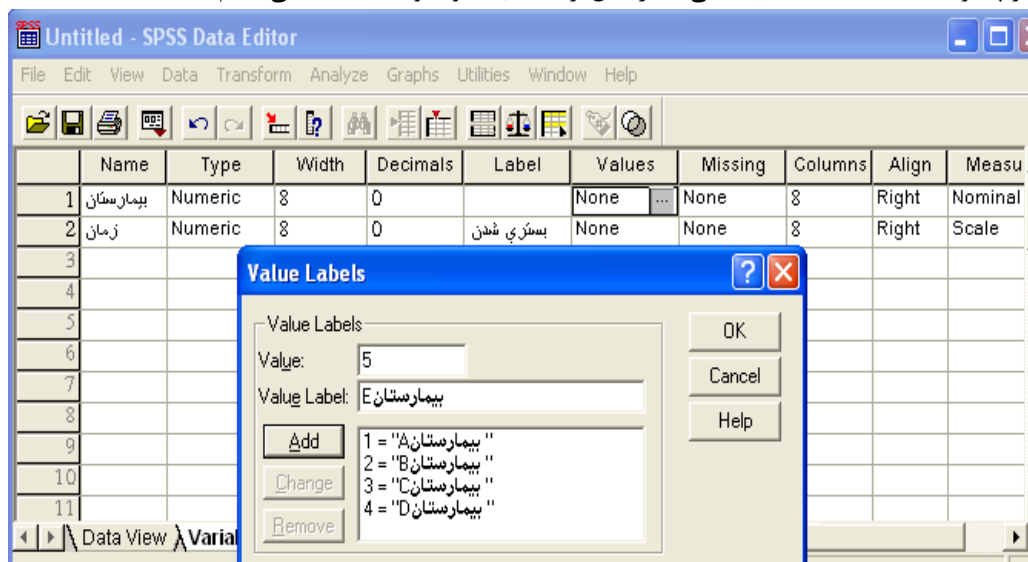 Untitled - SPSS Data Editor
File Edit View Data Transform Analyze Graphs Utilities Window Help
Name Type Width Decimals Label Values Missing Columns Align Measu
1 بیمارستان Numeric 8 0 None ... None 8 Right Nominal
2 زمان Numeric 8 0 بستري شدن None None 8 Right Scale
3
4
5
6
7
8
9
10
11
Value Labels
Value Labels
Value: 5
Value Label: بیمارستانE
Add
Change
Remove
1 = "بیمارستانA"
2 = "بیمارستانB"
3 = "بیمارستانC"
4 = "بیمارستانD"
OK
Cancel
Help
Data View Varial